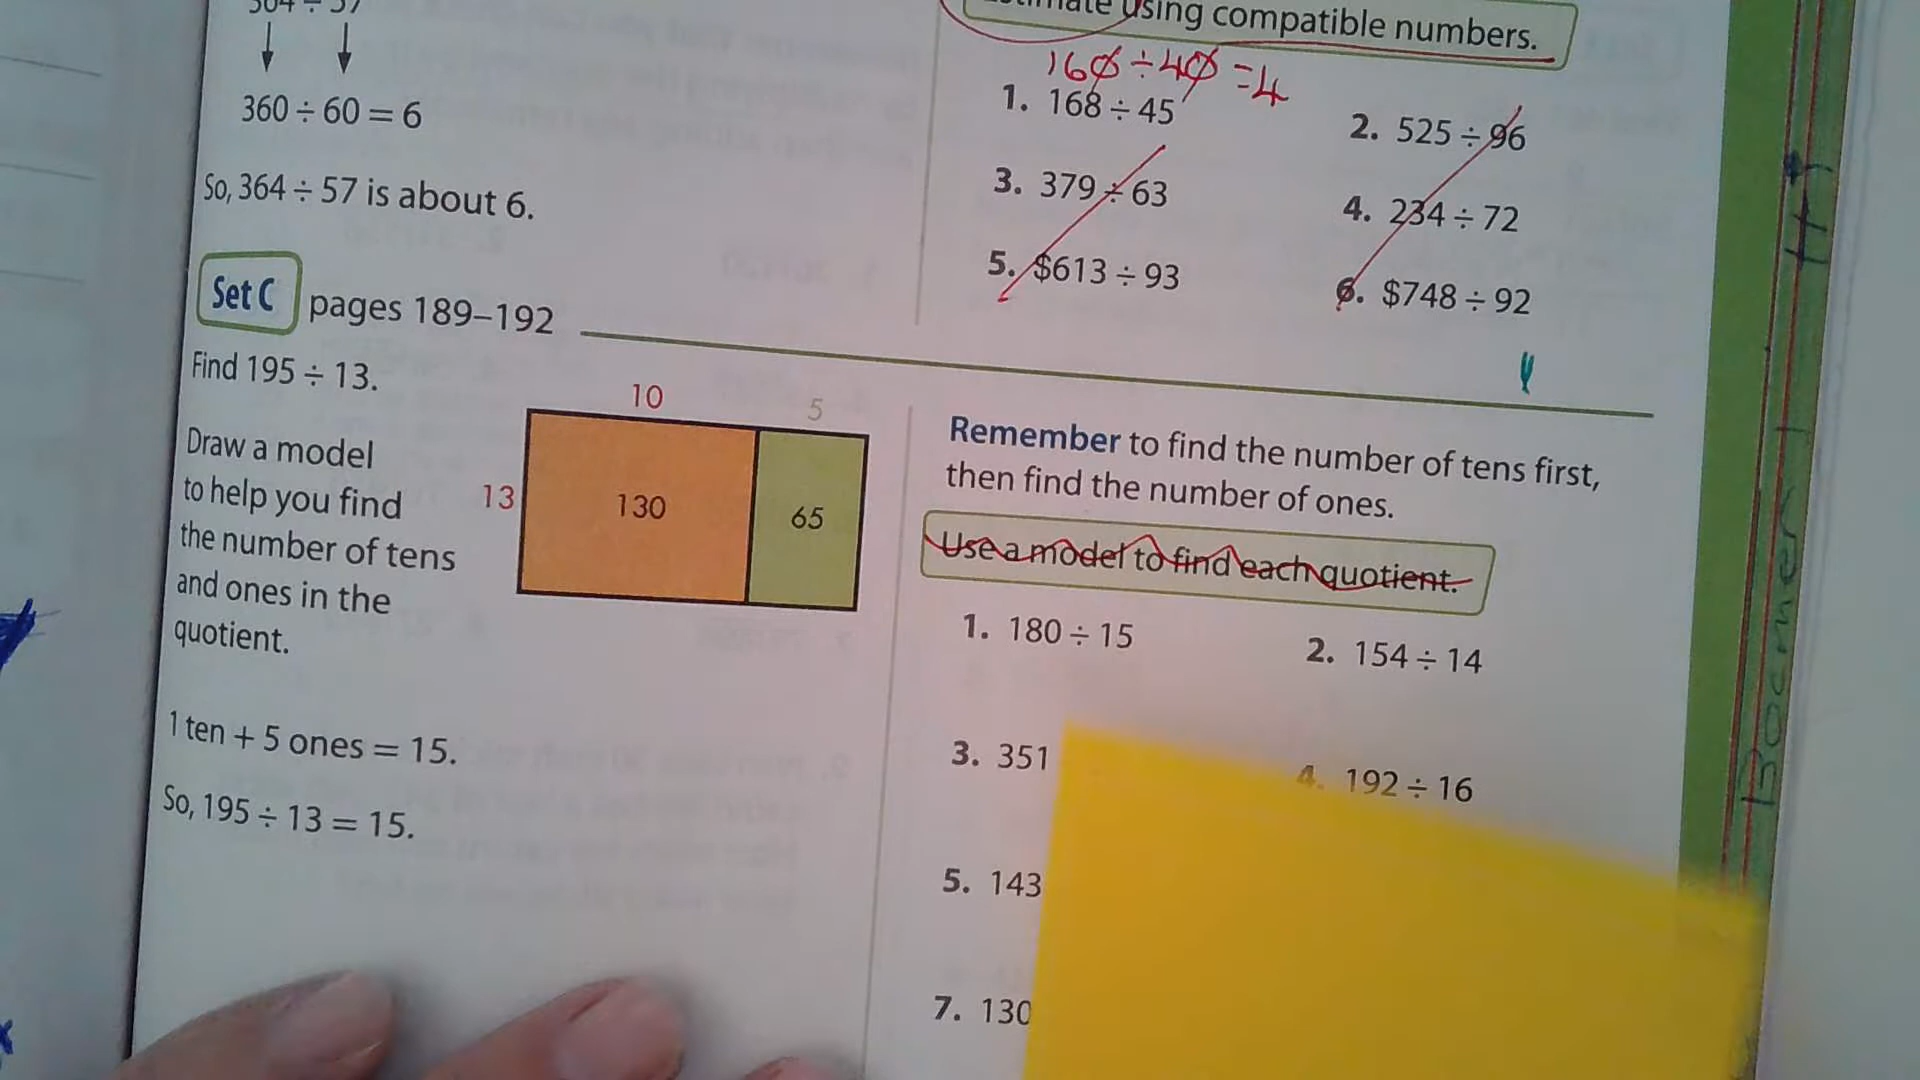 364 ÷ 57
360 ÷ 60 = 6
So, 364 ÷ 57 is about 6.
Estimate using compatible numbers.
160 ÷ 40 = 4
1. 168 ÷ 45
2. 525 ÷ 96
3. 379 ÷ 63
4. 234 ÷ 72
5. $613 ÷ 93
6. $748 ÷ 92
Set C pages 189–192
Find 195 ÷ 13.
Draw a model
to help you find
the number of tens
and ones in the
quotient.
10
5
13
130
65
1 ten + 5 ones = 15.
So, 195 ÷ 13 = 15.
Remember to find the number of tens first,
then find the number of ones.
Use a model to find each quotient.
1. 180 ÷ 15
2. 154 ÷ 14
3. 351
4. 192 ÷ 16
5. 143
7. 130